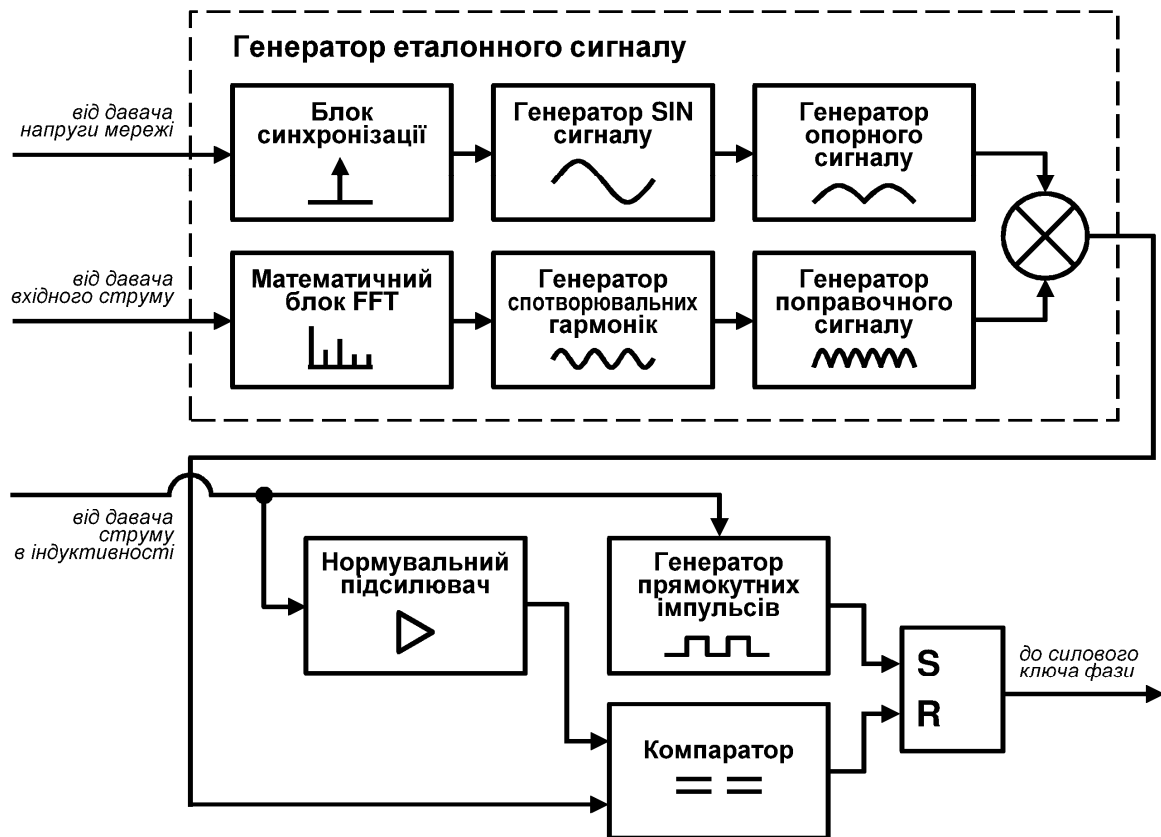 Генератор еталонного сигналу
від давача
напруги мережі
Блок
синхронізації
Генератор SIN
сигналу
Генератор
опорного
сигналу
від давача
вхідного струму
Математичний
блок FFT
Генератор
спотворювальних
гармонік
Генератор
поправочного
сигналу
від давача
струму
в індуктивності
Нормувальний
підсилювач
Генератор
прямокутних
імпульсів
S
R
до силового
ключа фази
Компаратор